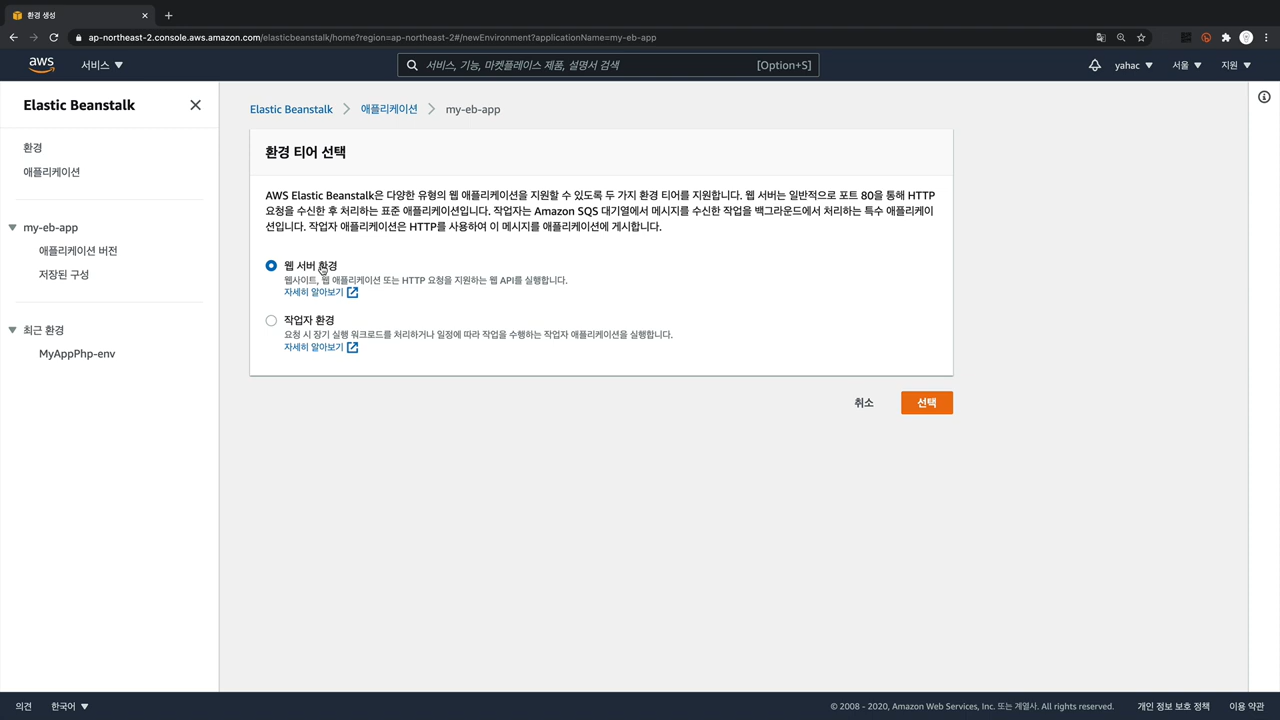 환경 생성
ap-northeast-2.console.aws.amazon.com/elasticbeanstalk/home?region=ap-northeast-2#/newEnvironment?applicationName=my-eb-app
aws
서비스
서비스, 기능, 마켓플레이스 제품, 설명서 검색
[Option+S]
yahac
서울
지원
Elastic Beanstalk
환경
애플리케이션
my-eb-app
애플리케이션 버전
저장된 구성
최근 환경
MyAppPhp-env
Elastic Beanstalk
애플리케이션
my-eb-app
환경 티어 선택
AWS Elastic Beanstalk은 다양한 유형의 웹 애플리케이션을 지원할 수 있도록 두 가지 환경 티어를 지원합니다. 웹 서버는 일반적으로 포트 80을 통해 HTTP
요청을 수신한 후 처리하는 표준 애플리케이션입니다. 작업자는 Amazon SQS 대기열에서 메시지를 수신한 작업을 백그라운드에서 처리하는 특수 애플리케이
션입니다. 작업자 애플리케이션은 HTTP를 사용하여 이 메시지를 애플리케이션에 게시합니다.
웹 서버 환경
웹사이트, 웹 애플리케이션 또는 HTTP 요청을 지원하는 웹 API를 실행합니다.
자세히 알아보기
작업자 환경
요청 시 장기 실행 워크로드를 처리하거나 일정에 따라 작업을 수행하는 작업자 애플리케이션을 실행합니다.
자세히 알아보기
취소
선택
의견
한국어
© 2008 - 2020, Amazon Web Services, Inc. 또는 계열사. All rights reserved.
개인 정보 보호 정책
이용 약관